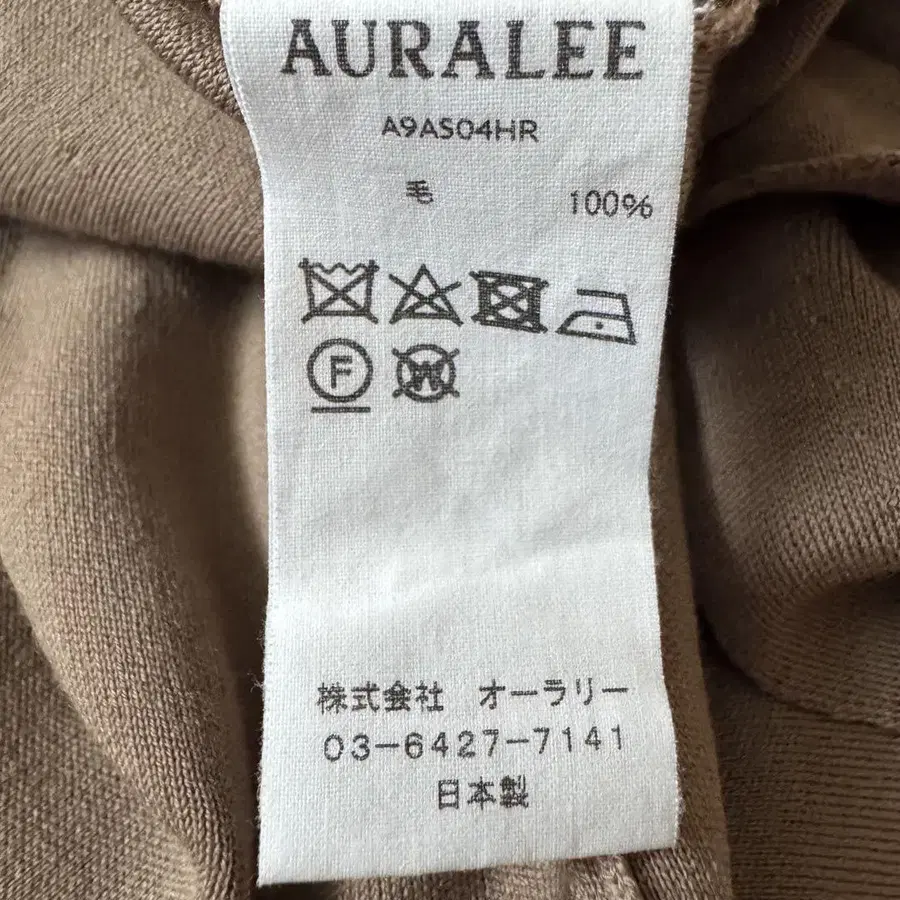 AURALEE
A9AS04HR
毛 100%
F W
株式会社 オーラリー
03-6427-7141
日本製